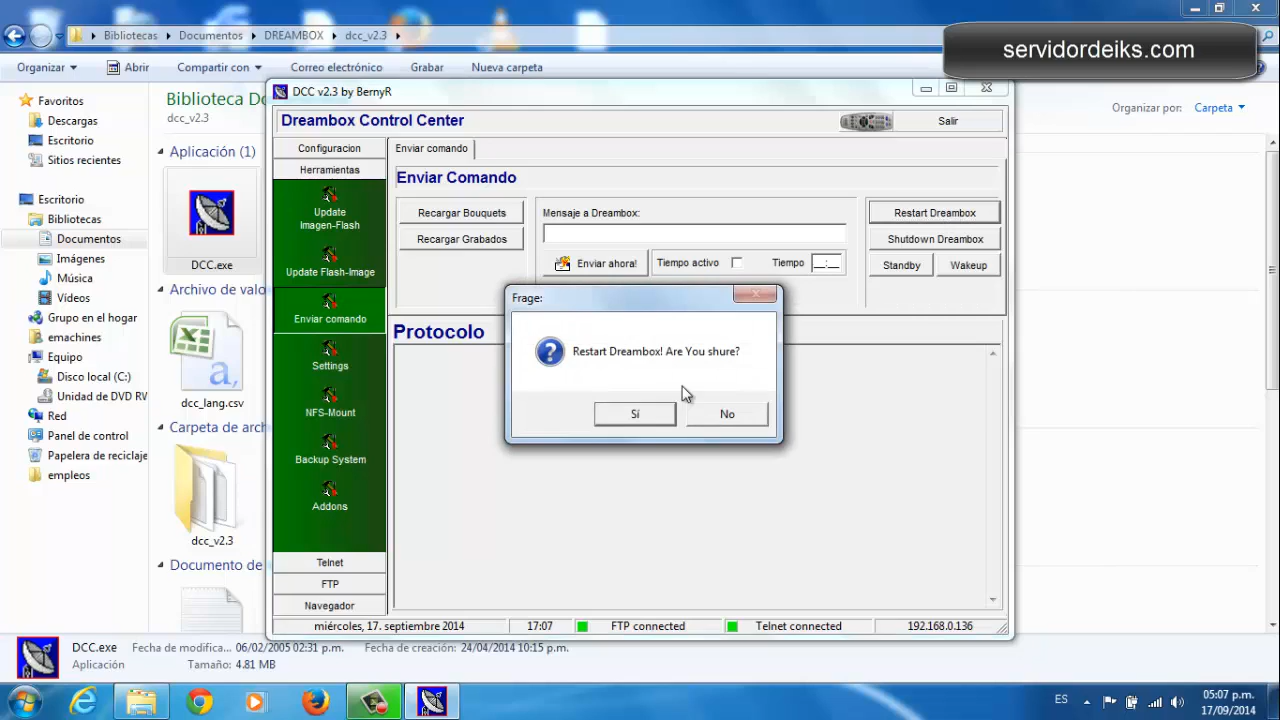 Bibliotecas ▸ Documentos ▸ DREAMBOX ▸ dcc_v2.3 ▸
servidordeiks.com
Organizar Abrir Compartir con Correo electrónico Grabar Nueva carpeta
Favoritos
Descargas
Escritorio
Sitios recientes
Escritorio
Bibliotecas
Documentos
Imágenes
Música
Vídeos
Grupo en el hogar
emachines
Equipo
Disco local (C:)
Unidad de DVD RV
Red
Panel de control
Papelera de reciclaje
empleos
Biblioteca Do
dcc_v2.3
Organizar por: Carpeta
Aplicación (1)
DCC.exe
Archivo de valo
dcc_lang.csv
Carpeta de arch
dcc_v2.3
Documento de
DCC v2.3 by BernyR
Dreambox Control Center
Salir
Configuracion
Herramientas
Update
Imagen-Flash
Update Flash-Image
Enviar comando
Settings
NFS-Mount
Backup System
Addons
Telnet
FTP
Navegador
Enviar comando
Enviar Comando
Recargar Bouquets
Recargar Grabados
Mensaje a Dreambox:
Enviar ahora!
Tiempo activo
Tiempo
__:__
Restart Dreambox
Shutdown Dreambox
Standby
Wakeup
Protocolo
Frage:
Restart Dreambox! Are You shure?
Sí
No
miércoles, 17. septiembre 2014
17:07
FTP connected
Telnet connected
192.168.0.136
DCC.exe Fecha de modifica... 06/02/2005 02:31 p.m. Fecha de creación: 24/04/2014 10:15 p.m.
Aplicación Tamaño: 4.81 MB
ES
05:07 p.m.
17/09/2014